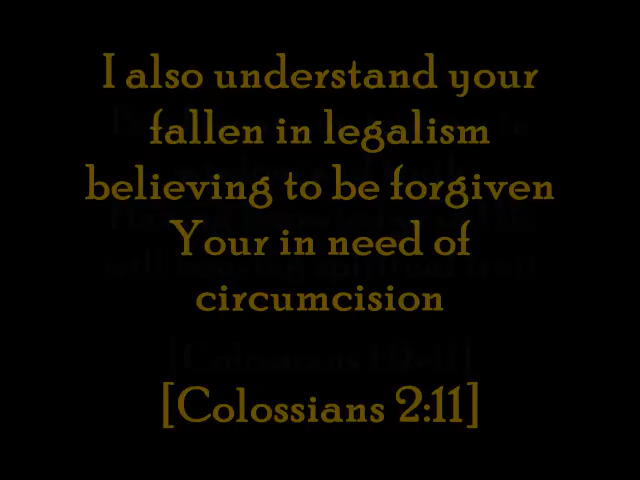 I also understand your
fallen in legalism
believing to be forgiven
Your in need of
circumcision
[Colossians 2:11]